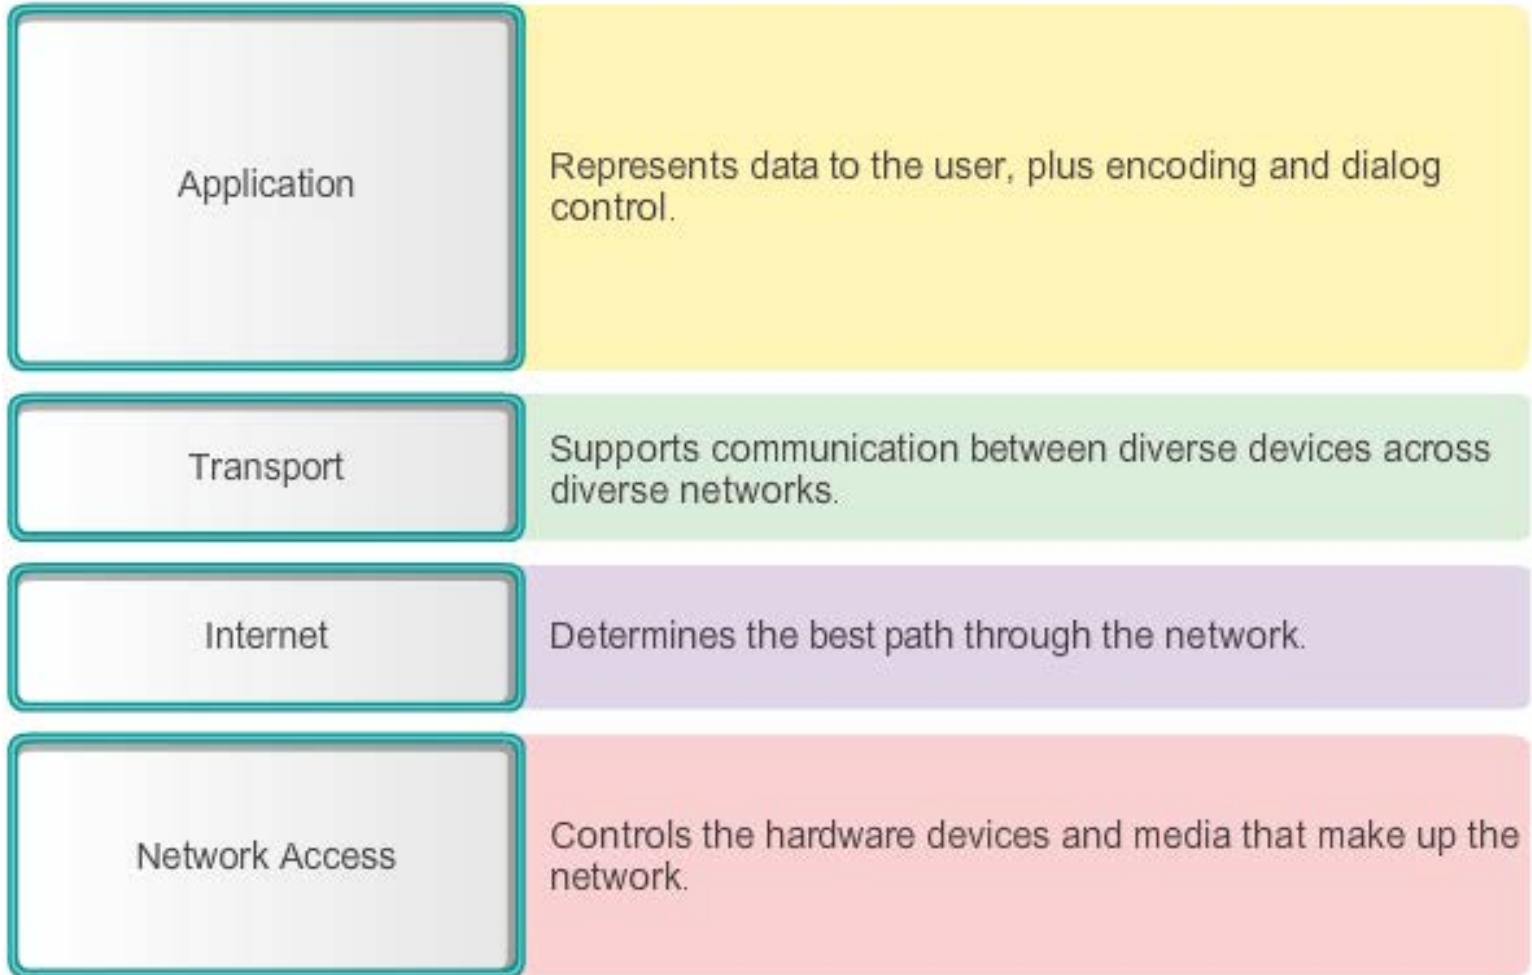 Application
Represents data to the user, plus encoding and dialog
control.
Transport
Supports communication between diverse devices across
diverse networks.
Internet
Determines the best path through the network.
Network Access
Controls the hardware devices and media that make up the
network.